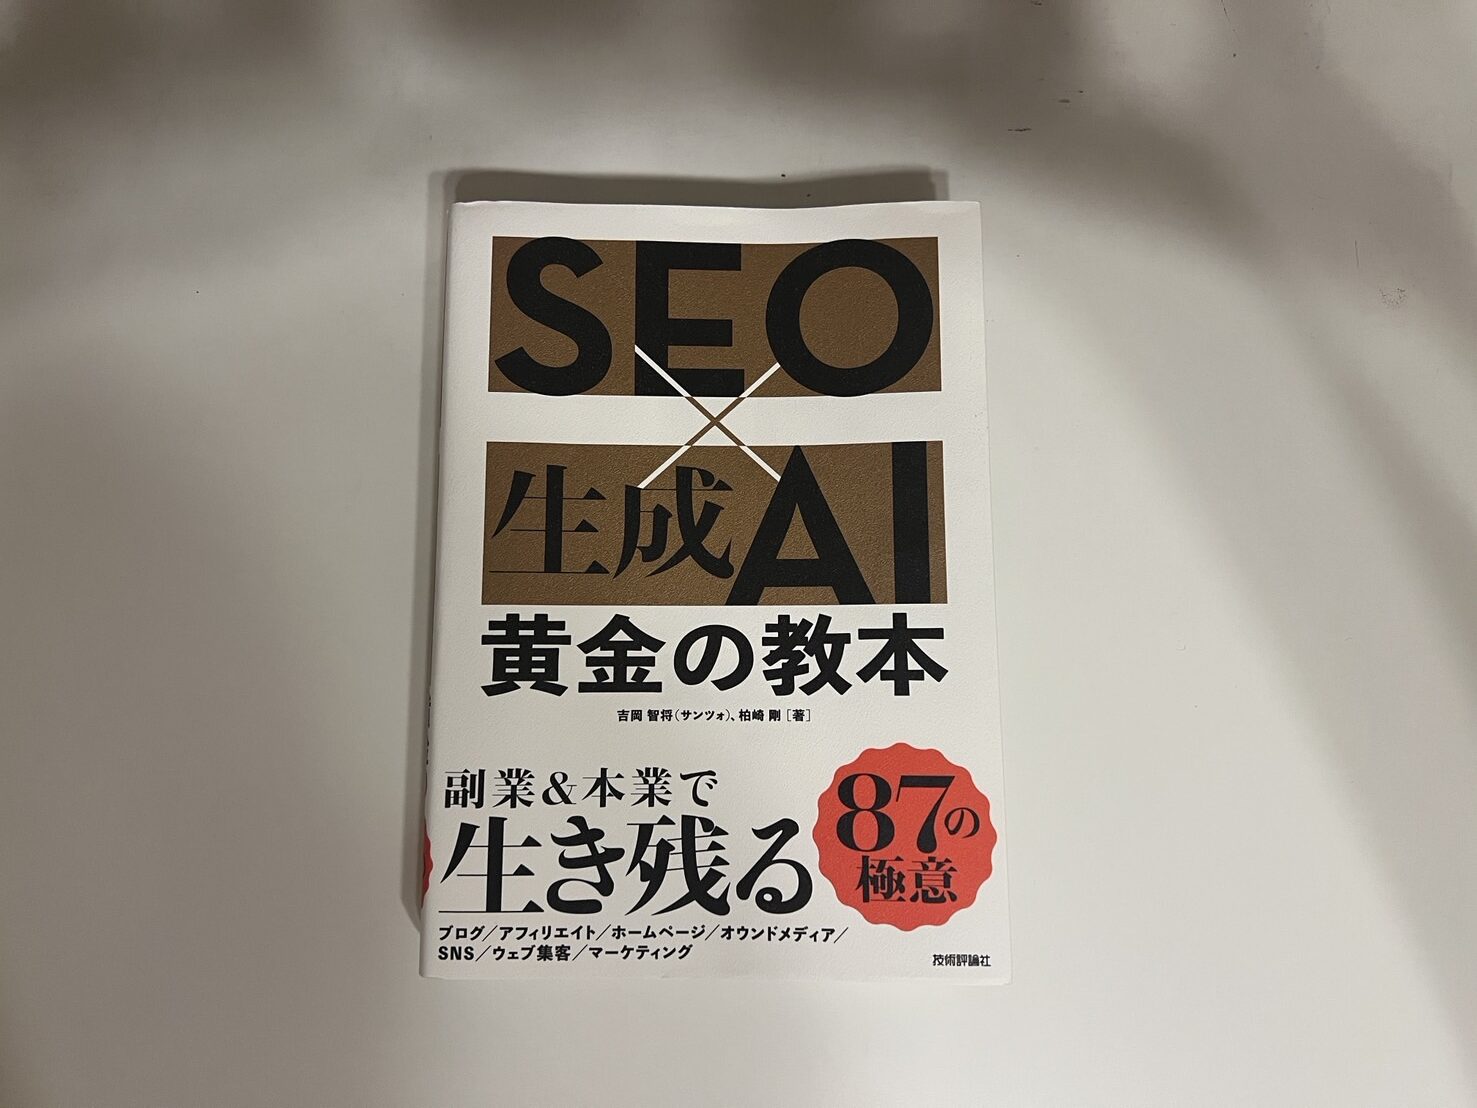 SEO
×
生成AI
黄金の教本
吉岡 智将(サンツォ)、柏崎 剛 [著]
副業&本業で
生き残る
87の
極意
ブログ/アフィリエイト/ホームページ/オウンドメディア/
SNS/ウェブ集客/マーケティング
技術評論社